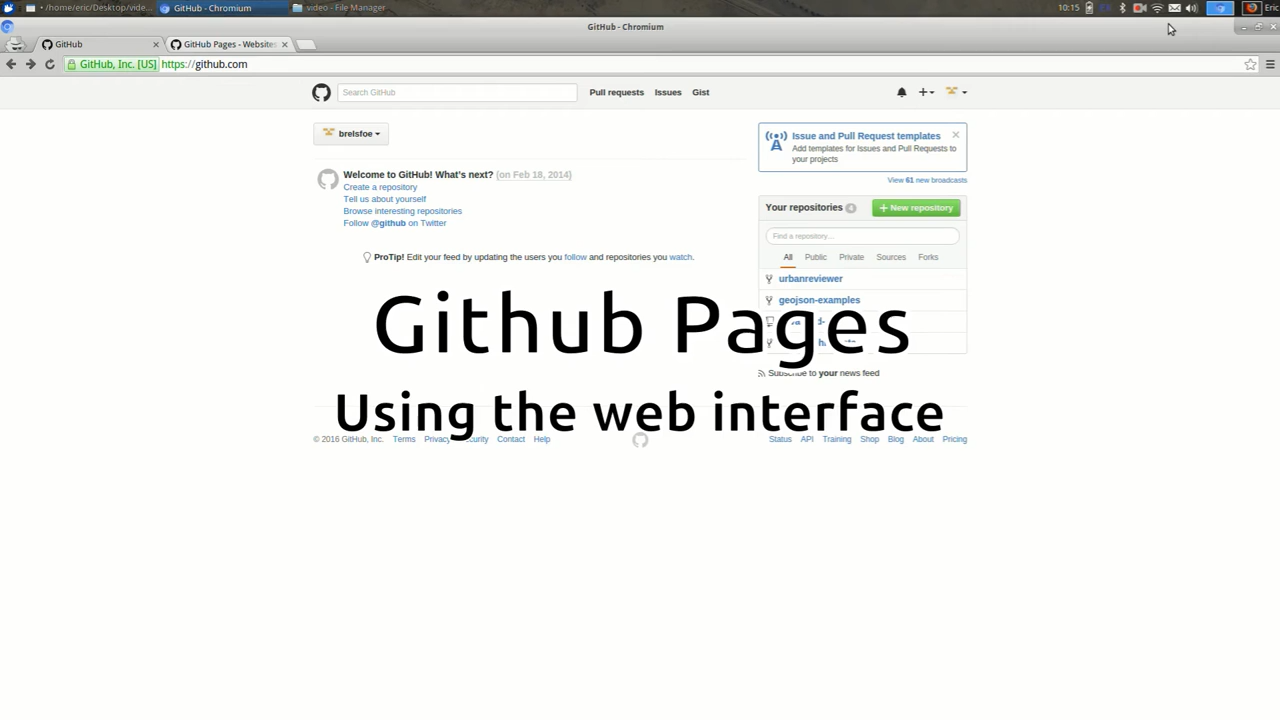 /home/eric/Desktop/vide... GitHub - Chromium video - File Manager 10:15 Eric
GitHub - Chromium
GitHub GitHub Pages - Websites
GitHub, Inc. [US] https://github.com
Search GitHub Pull requests Issues Gist
brelsfoe
Issue and Pull Request templates
Add templates for Issues and Pull Requests to
your projects
View 61 new broadcasts
Welcome to GitHub! What's next? (on Feb 18, 2014)
Create a repository
Tell us about yourself
Browse interesting repositories
Follow @github on Twitter
ProTip! Edit your feed by updating the users you follow and repositories you watch.
Your repositories 4 + New repository
Find a repository...
All Public Private Sources Forks
urbanreviewer
geojson-examples
Github Pages
Subscribe to your news feed
Using the web interface
© 2016 GitHub, Inc. Terms Privacy Contact Help Status API Training Shop Blog About Pricing